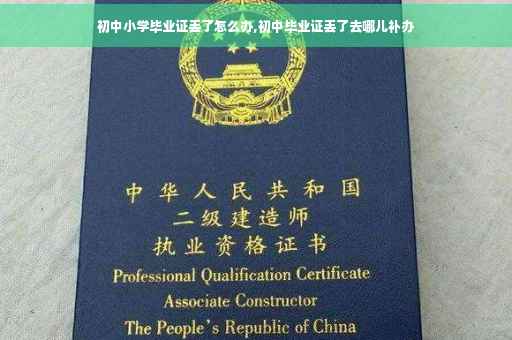 初中小学毕业证丢了怎么办,初中毕业证丢了去哪儿补办
中华人民共和国
二级建造师
执业资格证书
Professional Qualification Certificate
Associate Constructor
The People's Republic of China